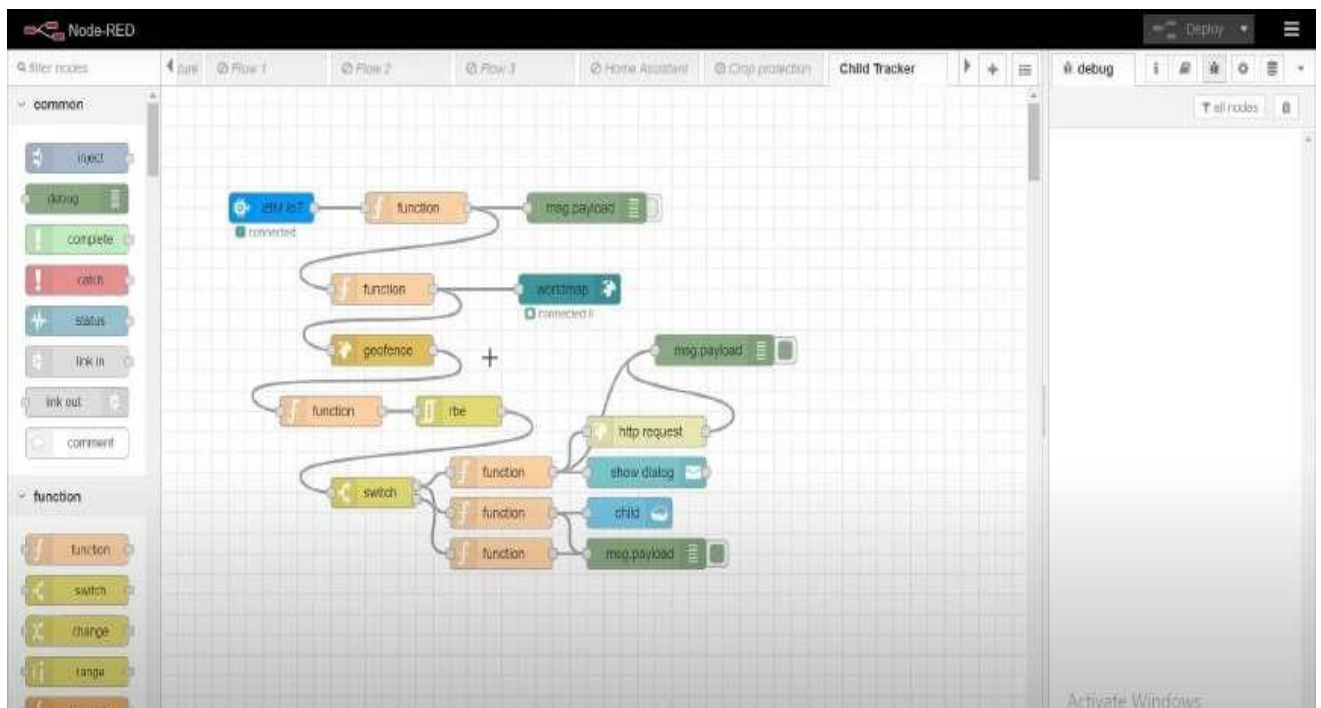 Node-RED
Deploy
filter nodes
Flow 1
Flow 2
Flow 3
Home Assistant
Crop protection
Child Tracker
debug
i
all nodes
common
inject
debug
complete
catch
status
link in
link out
comment
function
function
switch
change
range
IBM IoT
connected
function
msg.payload
function
worldmap
geofence
msg.payload
function
rbe
http request
switch
function
show dialog
function
child
function
msg.payload
Activate Windows